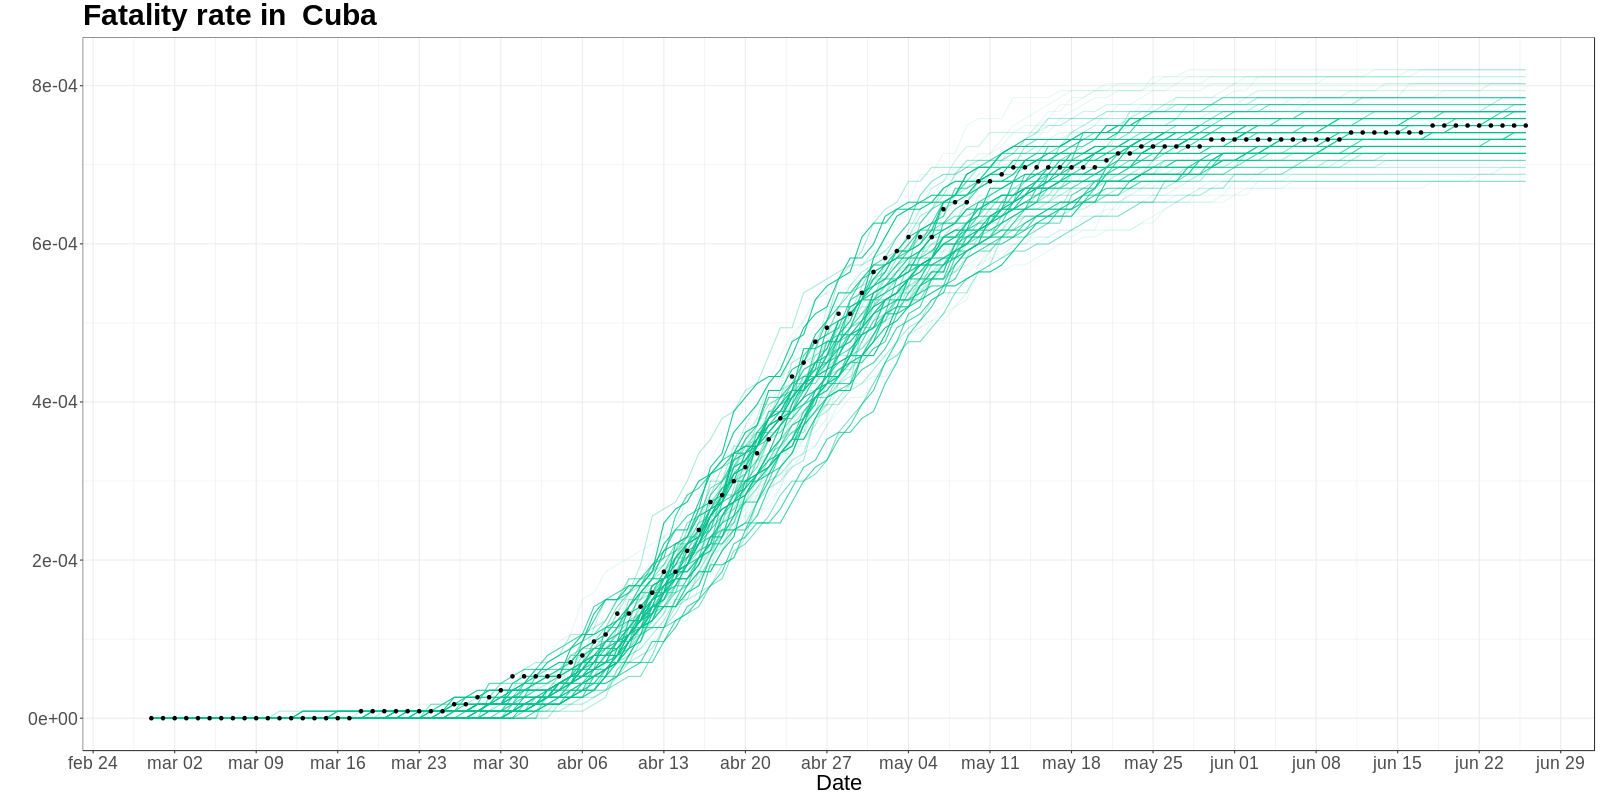 Fatality rate in  Cuba
8e-04
6e-04
4e-04
2e-04
0e+00
feb 24 mar 02 mar 09 mar 16 mar 23 mar 30 abr 06 abr 13 abr 20 abr 27 may 04 may 11 may 18 may 25 jun 01 jun 08 jun 15 jun 22 jun 29
Date